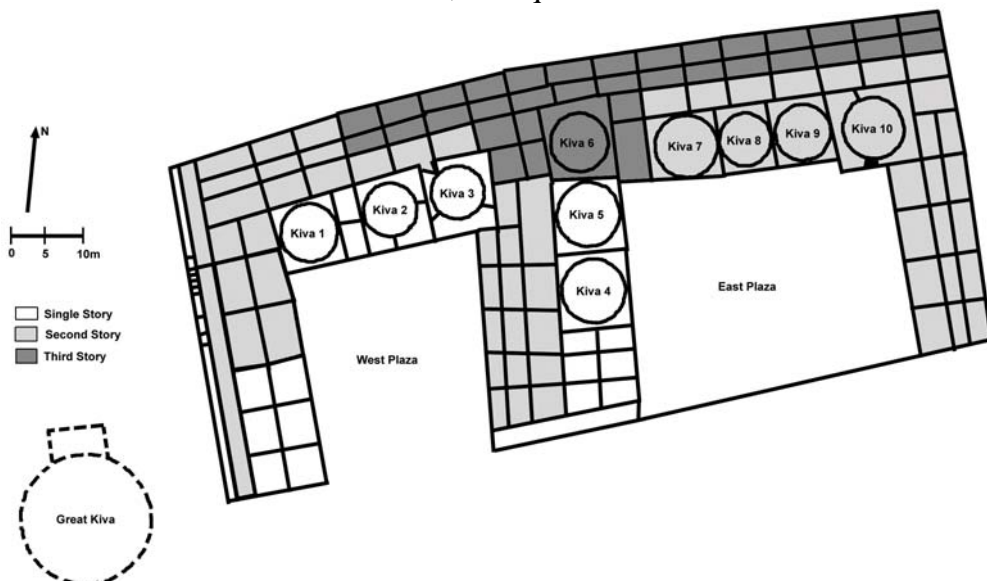 Kiva 6
Kiva 7
Kiva 8
Kiva 9
Kiva 10
N
Kiva 1
Kiva 2
Kiva 3
Kiva 5
Kiva 4
0 5 10m
East Plaza
West Plaza
Single Story
Second Story
Third Story
Great Kiva